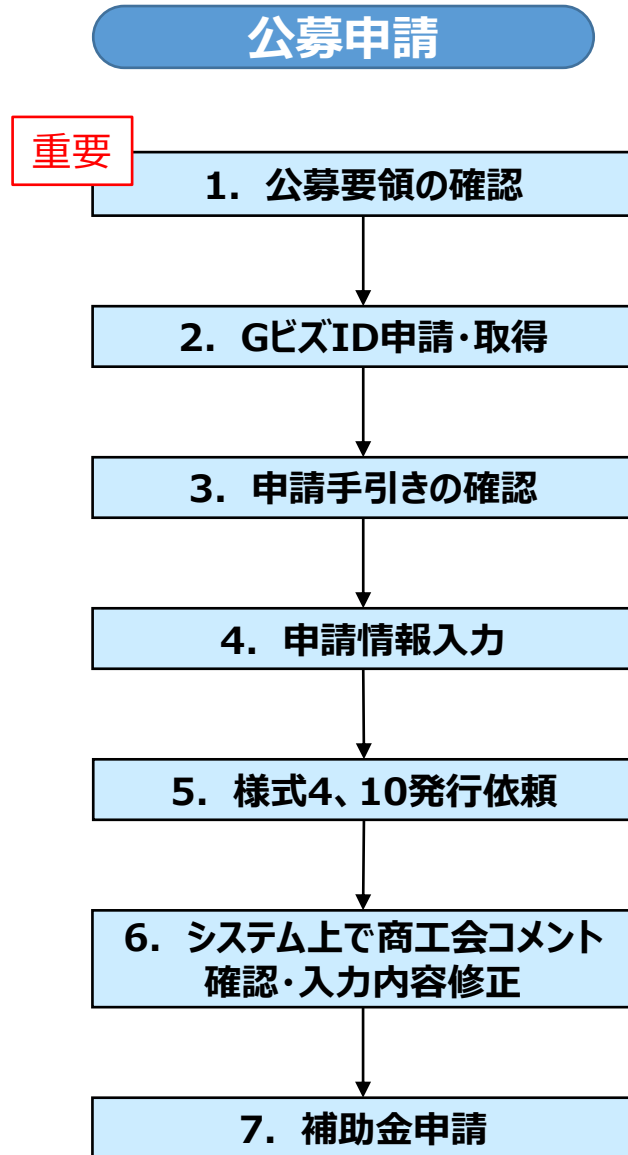 公募申請
重要
1. 公募要領の確認
2. GビズID申請・取得
3. 申請手引きの確認
4. 申請情報入力
5. 様式4、10発行依頼
6. システム上で商工会コメント
確認・入力内容修正
7. 補助金申請